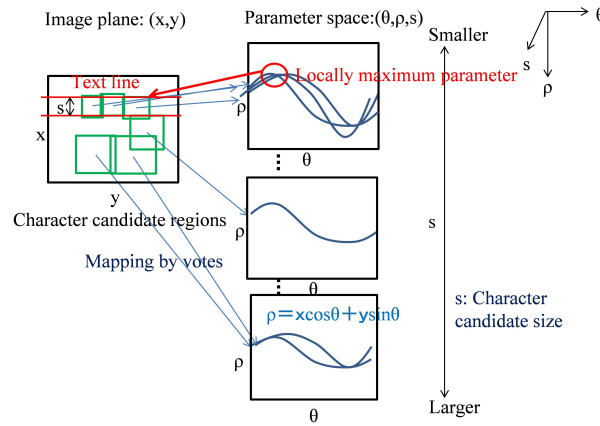 Image plane: (x,y)
Parameter space:(θ,ρ,s)
Smaller
θ
s
ρ
Text line
Locally maximum parameter
s
ρ
x
θ
y
Character candidate regions
ρ
s
Mapping by votes
θ
s: Character
candidate size
ρ=xcosθ+ysinθ
ρ
Larger
θ